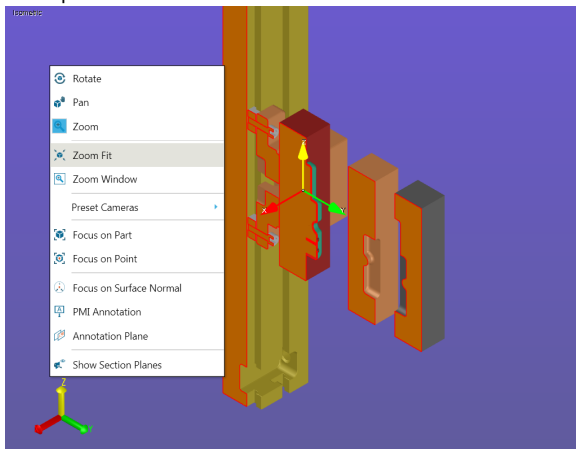 Isometric
Rotate
Pan
Zoom
Zoom Fit
Zoom Window
Preset Cameras
Focus on Part
Focus on Point
Focus on Surface Normal
PMI Annotation
Annotation Plane
Show Section Planes
X
Y
Z
Y